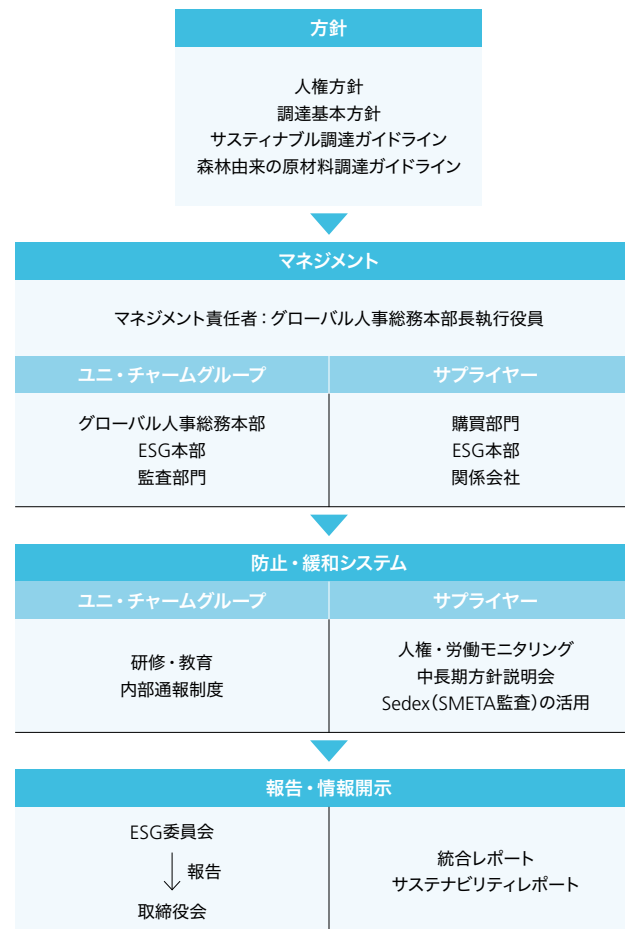 方針
人権方針
調達基本方針
サスティナブル調達ガイドライン
森林由来の原材料調達ガイドライン
マネジメント
マネジメント責任者：グローバル人事総務本部長執行役員
ユニ・チャームグループ
グローバル人事総務本部
ESG本部
監査部門
サプライヤー
購買部門
ESG本部
関係会社
防止・緩和システム
ユニ・チャームグループ
研修・教育
内部通報制度
サプライヤー
人権・労働モニタリング
中長期方針説明会
Sedex（SMETA監査）の活用
報告・情報開示
ESG委員会
報告
取締役会
統合レポート
サステナビリティレポート